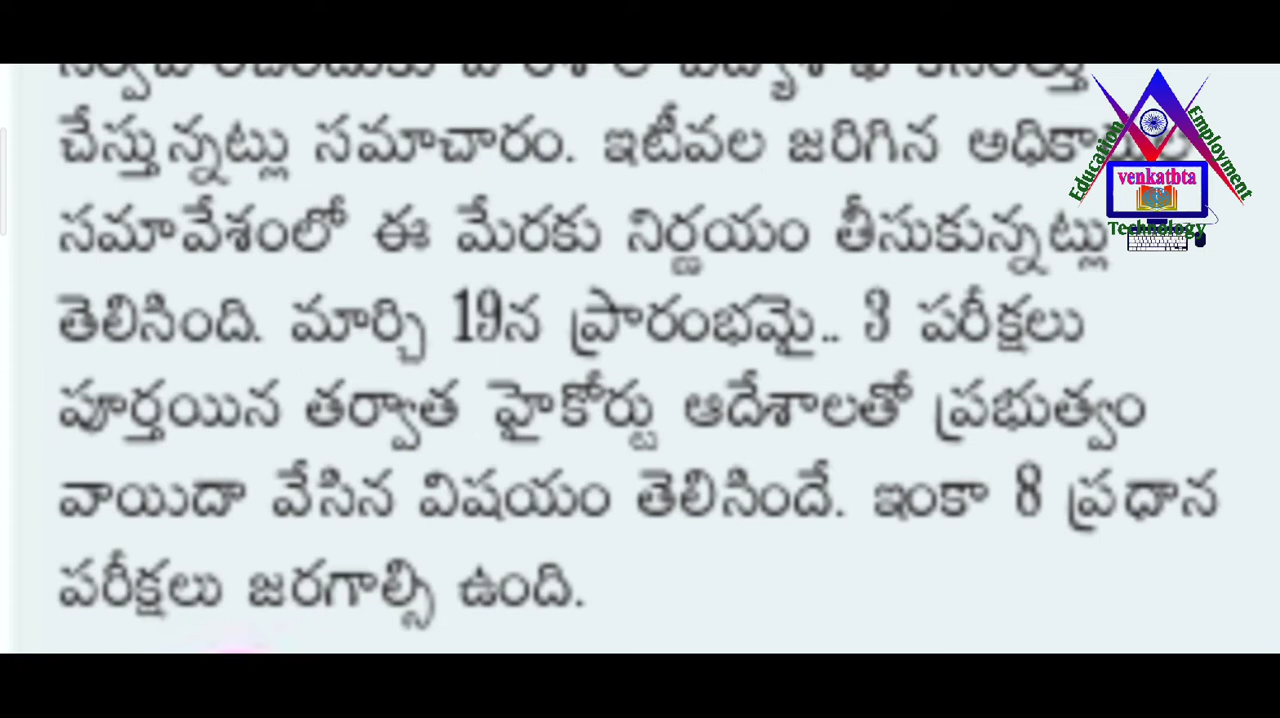 చేస్తున్నట్లు సమాచారం. ఇటీవల జరిగిన
సమావేశంలో ఈ మేరకు నిర్ణయం తీసుకున్నట్లు
తెలిసింది. మార్చి 19న ప్రారంభమై.. 3 పరీక్షలు
పూర్తయిన తర్వాత హైకోర్టు ఆదేశాలతో ప్రభుత్వం
వాయిదా వేసిన విషయం తెలిసిందే. ఇంకా 8 ప్రధాన
పరీక్షలు జరగాల్సి ఉంది.
Education
Employment
venkatbta
Technology